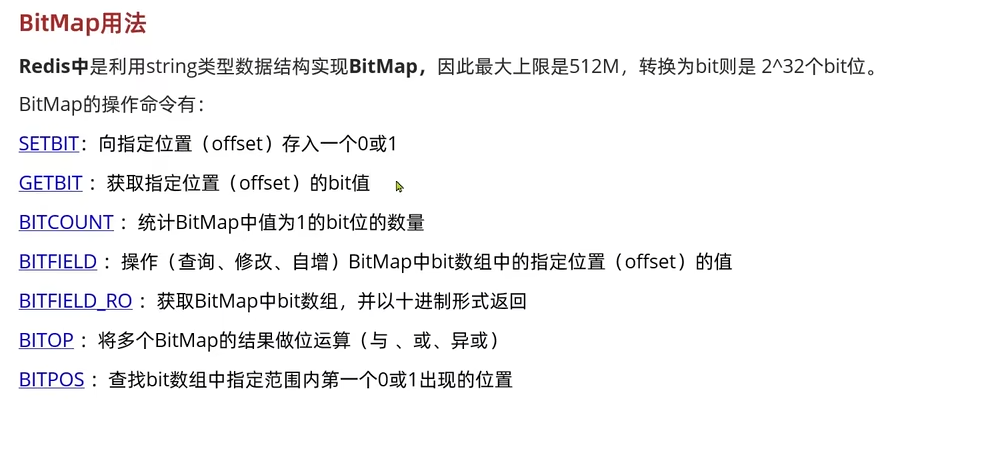 BitMap用法
Redis中是利用string类型数据结构实现BitMap，因此最大上限是512M，转换为bit则是 2^32个bit位。
BitMap的操作命令有：
SETBIT：向指定位置（offset）存入一个0或1
GETBIT ：获取指定位置（offset）的bit值
BITCOUNT ：统计BitMap中值为1的bit位的数量
BITFIELD ：操作（查询、修改、自增）BitMap中bit数组中的指定位置（offset）的值
BITFIELD_RO ：获取BitMap中bit数组，并以十进制形式返回
BITOP ：将多个BitMap的结果做位运算（与 、或、异或）
BITPOS ：查找bit数组中指定范围内第一个0或1出现的位置